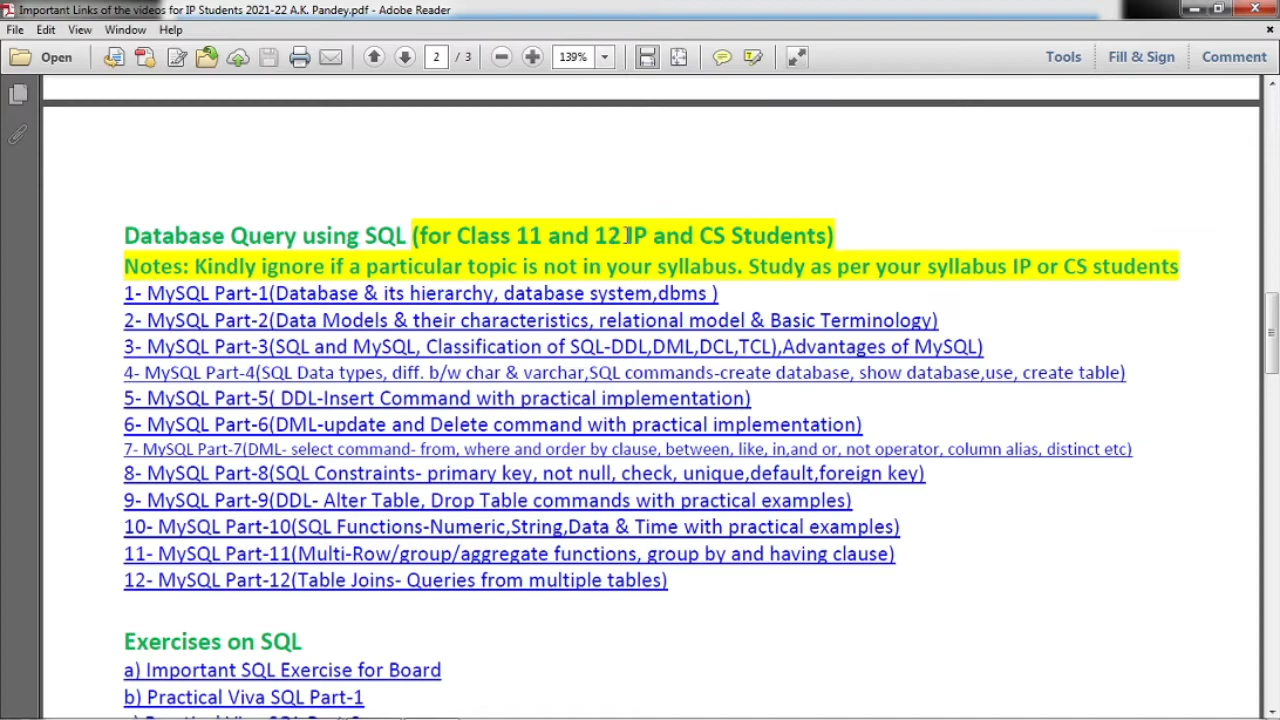 Important Links of the videos for IP Students 2021-22 A.K. Pandey.pdf - Adobe Reader
File Edit View Window Help
Open 2 / 3 139% Tools Fill & Sign Comment
Database Query using SQL (for Class 11 and 12 IP and CS Students)
Notes: Kindly ignore if a particular topic is not in your syllabus. Study as per your syllabus IP or CS students
1- MySQL Part-1(Database & its hierarchy, database system,dbms )
2- MySQL Part-2(Data Models & their characteristics, relational model & Basic Terminology)
3- MySQL Part-3(SQL and MySQL, Classification of SQL-DDL,DML,DCL,TCL),Advantages of MySQL)
4- MySQL Part-4(SQL Data types, diff. b/w char & varchar,SQL commands-create database, show database,use, create table)
5- MySQL Part-5( DDL-Insert Command with practical implementation)
6- MySQL Part-6(DML-update and Delete command with practical implementation)
7- MySQL Part-7(DML- select command- from, where and order by clause, between, like, in,and or, not operator, column alias, distinct etc)
8- MySQL Part-8(SQL Constraints- primary key, not null, check, unique,default,foreign key)
9- MySQL Part-9(DDL- Alter Table, Drop Table commands with practical examples)
10- MySQL Part-10(SQL Functions-Numeric,String,Data & Time with practical examples)
11- MySQL Part-11(Multi-Row/group/aggregate functions, group by and having clause)
12- MySQL Part-12(Table Joins- Queries from multiple tables)
Exercises on SQL
a) Important SQL Exercise for Board
b) Practical Viva SQL Part-1